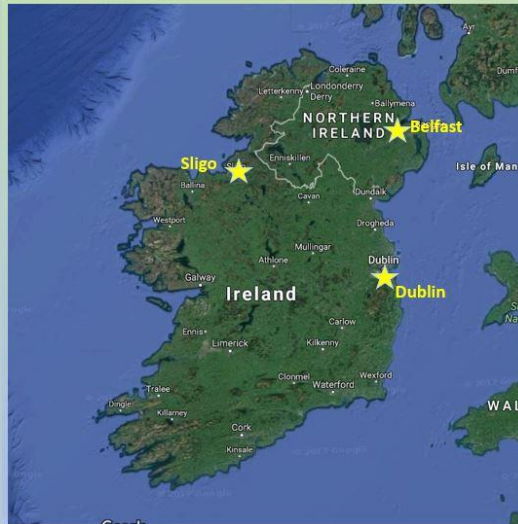 Ayr
Coleraine
Londonderry
Derry
Letterkenny
Ballymena
NORTHERN
IRELAND
Belfast
Enniskillen
Sligo
Isle of Man
Ballina
Cavan
Dundalk
Westport
Drogheda
Mullingar
Athlone
Dublin
Galway
Ireland
Dublin
Carlow
Ennis
Limerick
Kilkenny
Clonmel
Wexford
Waterford
Tralee
Dingle
Killarney
Cork
Kinsale